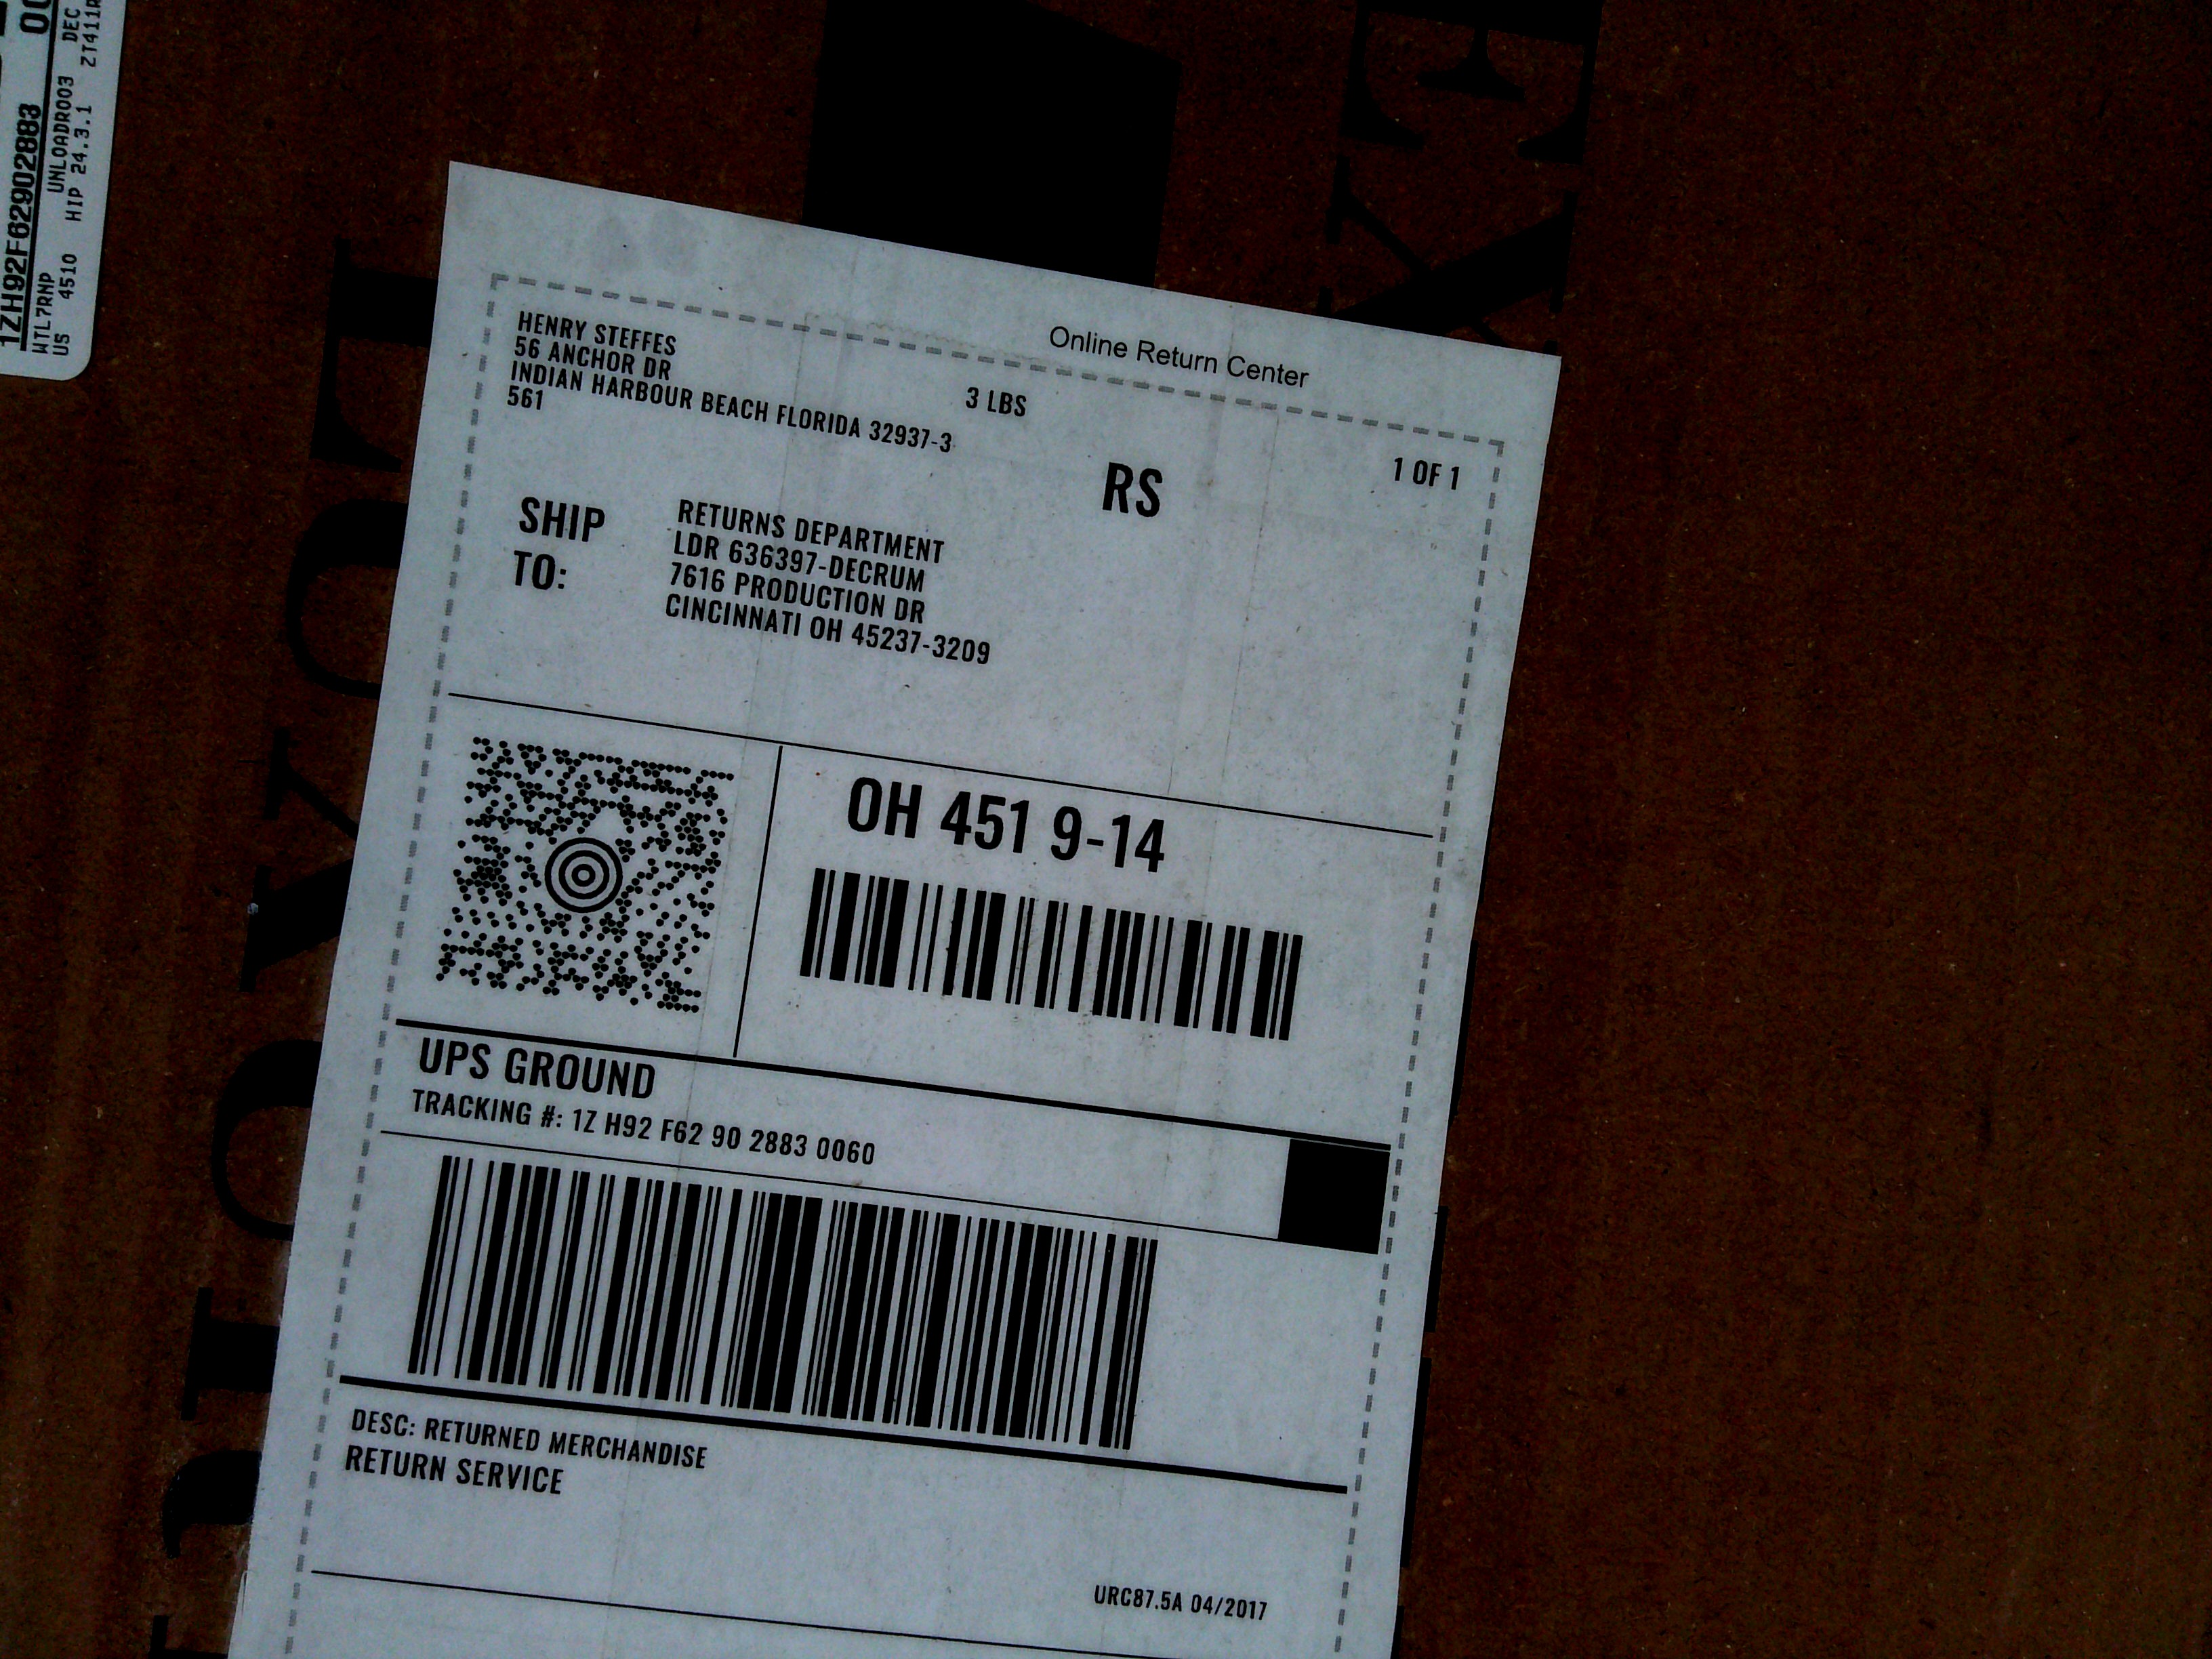 1ZH92F62902883 00
WTL7RNP UNLOADR003 DEC
US 4510 HIP 24.3.1 ZT411
Online Return Center
HENRY STEFFES
56 ANCHOR DR
INDIAN HARBOUR BEACH FLORIDA 32937-3
561
3 LBS
1 OF 1
RS
SHIP
TO:
RETURNS DEPARTMENT
LDR 636397-DECRUM
7616 PRODUCTION DR
CINCINNATI OH 45237-3209
OH 451 9-14
UPS GROUND
TRACKING #: 1Z H92 F62 90 2883 0060
DESC: RETURNED MERCHANDISE
RETURN SERVICE
URC87.5A 04/2017